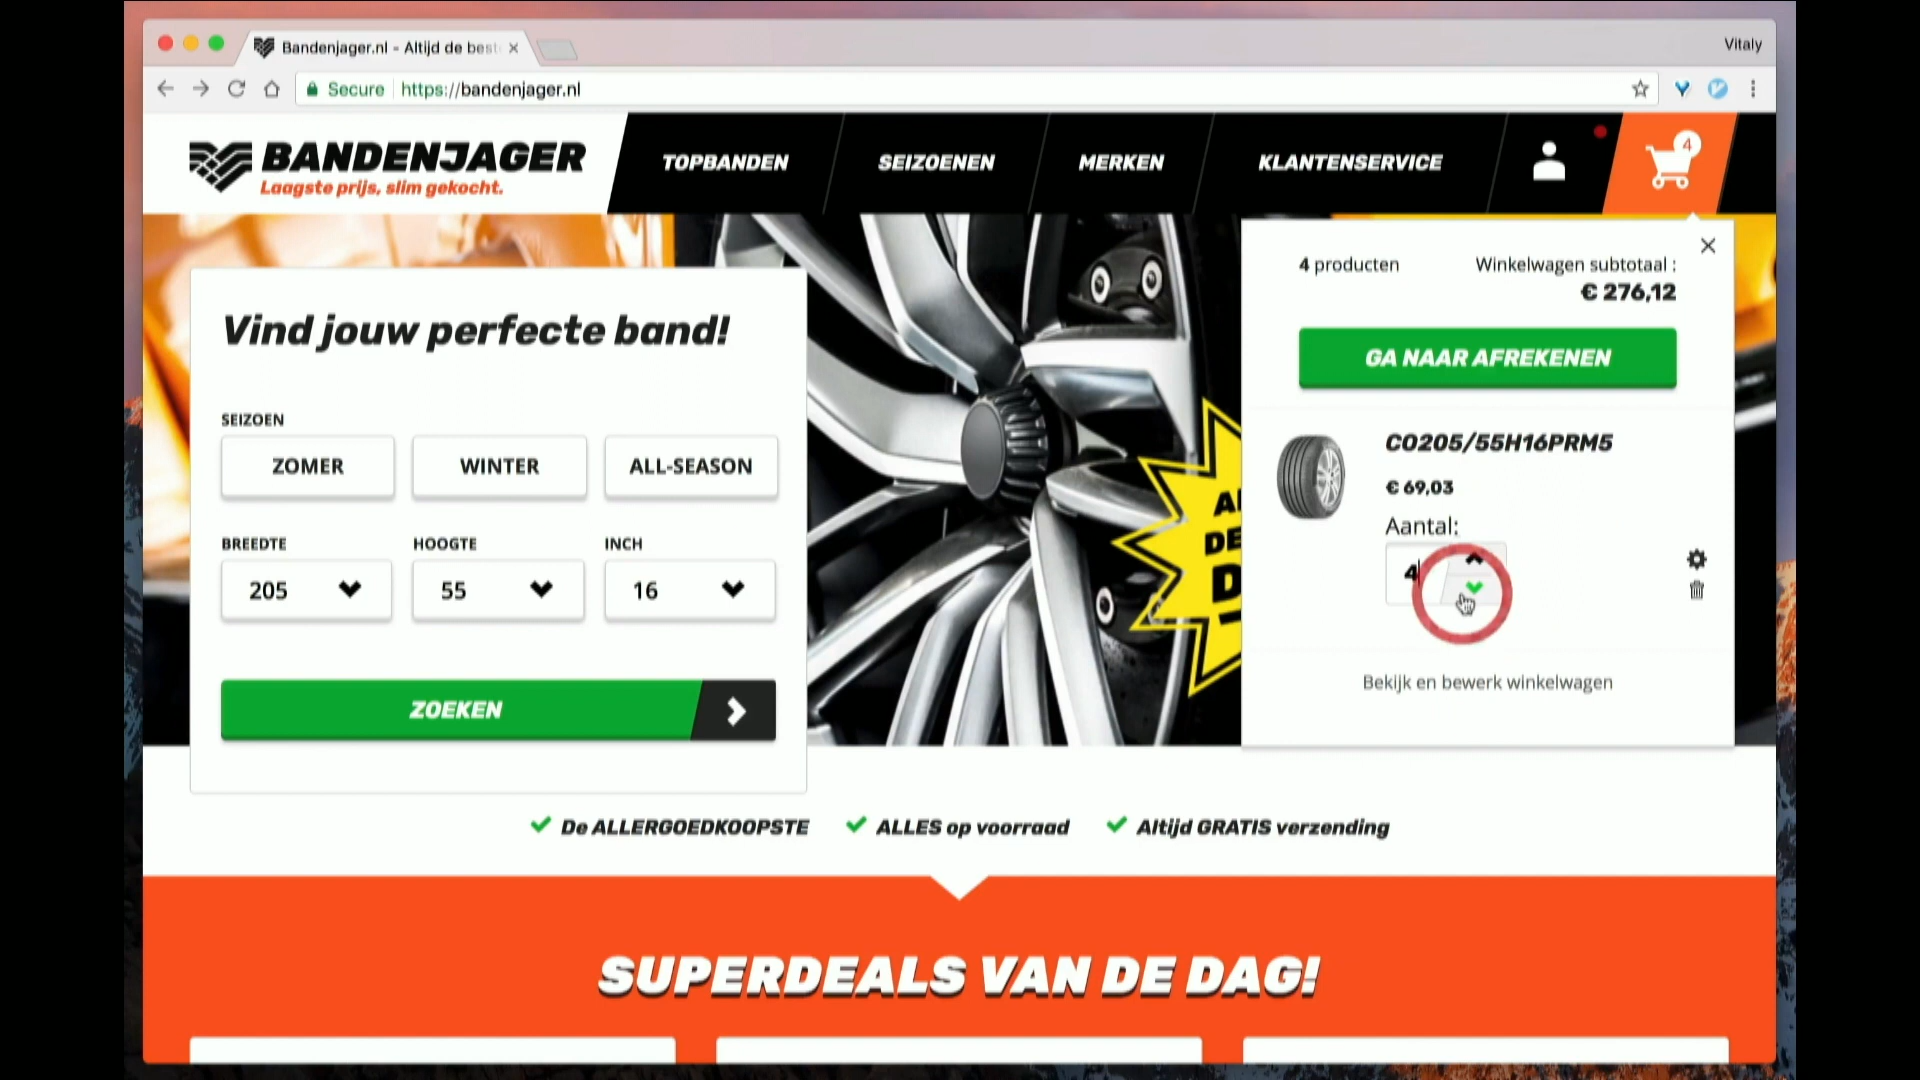 Bandenjager.nl - Altijd de best
Vitaly
Secure https://bandenjager.nl
BANDENJAGER
Laagste prijs, slim gekocht.
TOPBANDEN
SEIZOENEN
MERKEN
KLANTENSERVICE
4
4 producten
Winkelwagen subtotaal :
€ 276,12
GA NAAR AFREKENEN
CO205/55H16PRM5
€ 69,03
Aantal:
4
Bekijk en bewerk winkelwagen
Vind jouw perfecte band!
SEIZOEN
ZOMER
WINTER
ALL-SEASON
BREEDTE
HOOGTE
INCH
205
55
16
ZOEKEN
De ALLERGOEDKOOPSTE
ALLES op voorraad
Altijd GRATIS verzending
SUPERDEALS VAN DE DAG!